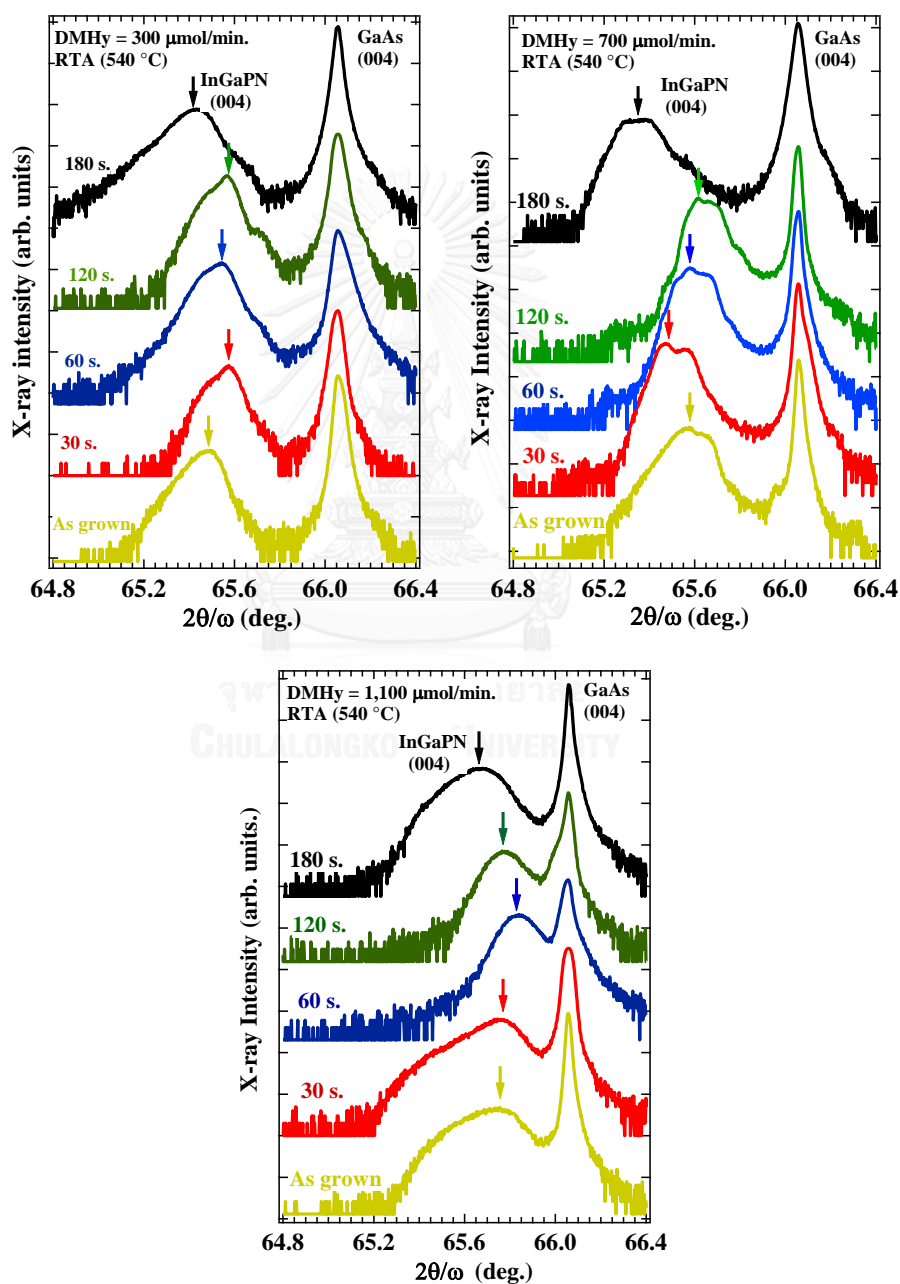 DMHy = 300 μmol/min.
RTA (540 °C)
GaAs
(004)
InGaPN
(004)
180 s.
120 s.
60 s.
30 s.
As grown
X-ray intensity (arb. units)
64.8 65.2 65.6 66.0 66.4
2θ/ω (deg.)
DMHy = 700 μmol/min.
RTA (540 °C)
GaAs
(004)
InGaPN
(004)
180 s.
120 s.
60 s.
30 s.
As grown
X-ray Intensity (arb. units)
64.8 65.2 65.6 66.0 66.4
2θ/ω (deg.)
DMHy = 1,100 μmol/min.
RTA (540 °C)
GaAs
(004)
InGaPN
(004)
180 s.
120 s.
60 s.
30 s.
As grown
X-ray Intensity (arb. units.)
64.8 65.2 65.6 66.0 66.4
2θ/ω (deg.)